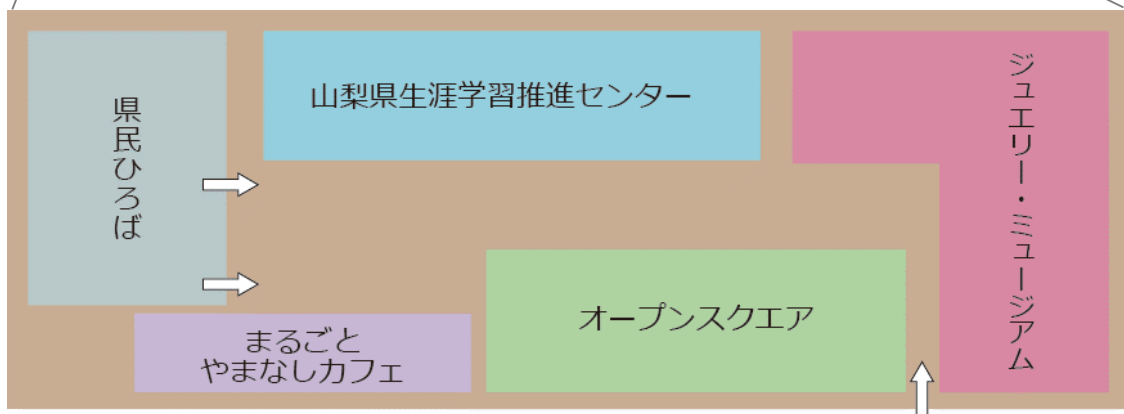 県民ひろば
山梨県生涯学習推進センター
ジュエリー・ミュージアム
まるごと
やまなしカフェ
オープンスクエア